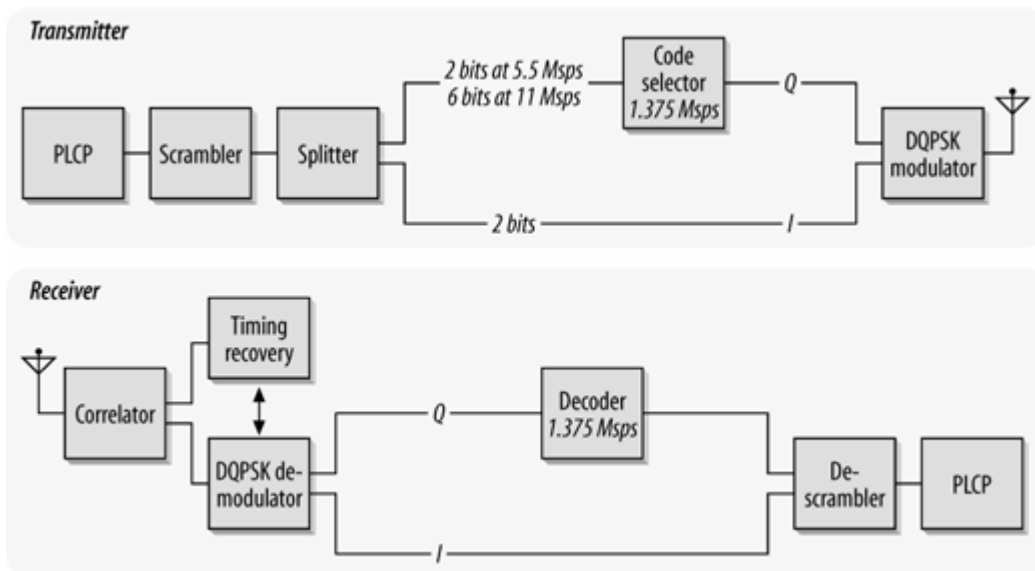 Transmitter
PLCP
Scrambler
Splitter
2 bits at 5.5 Msps
6 bits at 11 Msps
Code
selector
1.375 Msps
Q
2 bits
I
DQPSK
modulator
Receiver
Correlator
Timing
recovery
DQPSK de-
modulator
Q
I
Decoder
1.375 Msps
De-
scrambler
PLCP